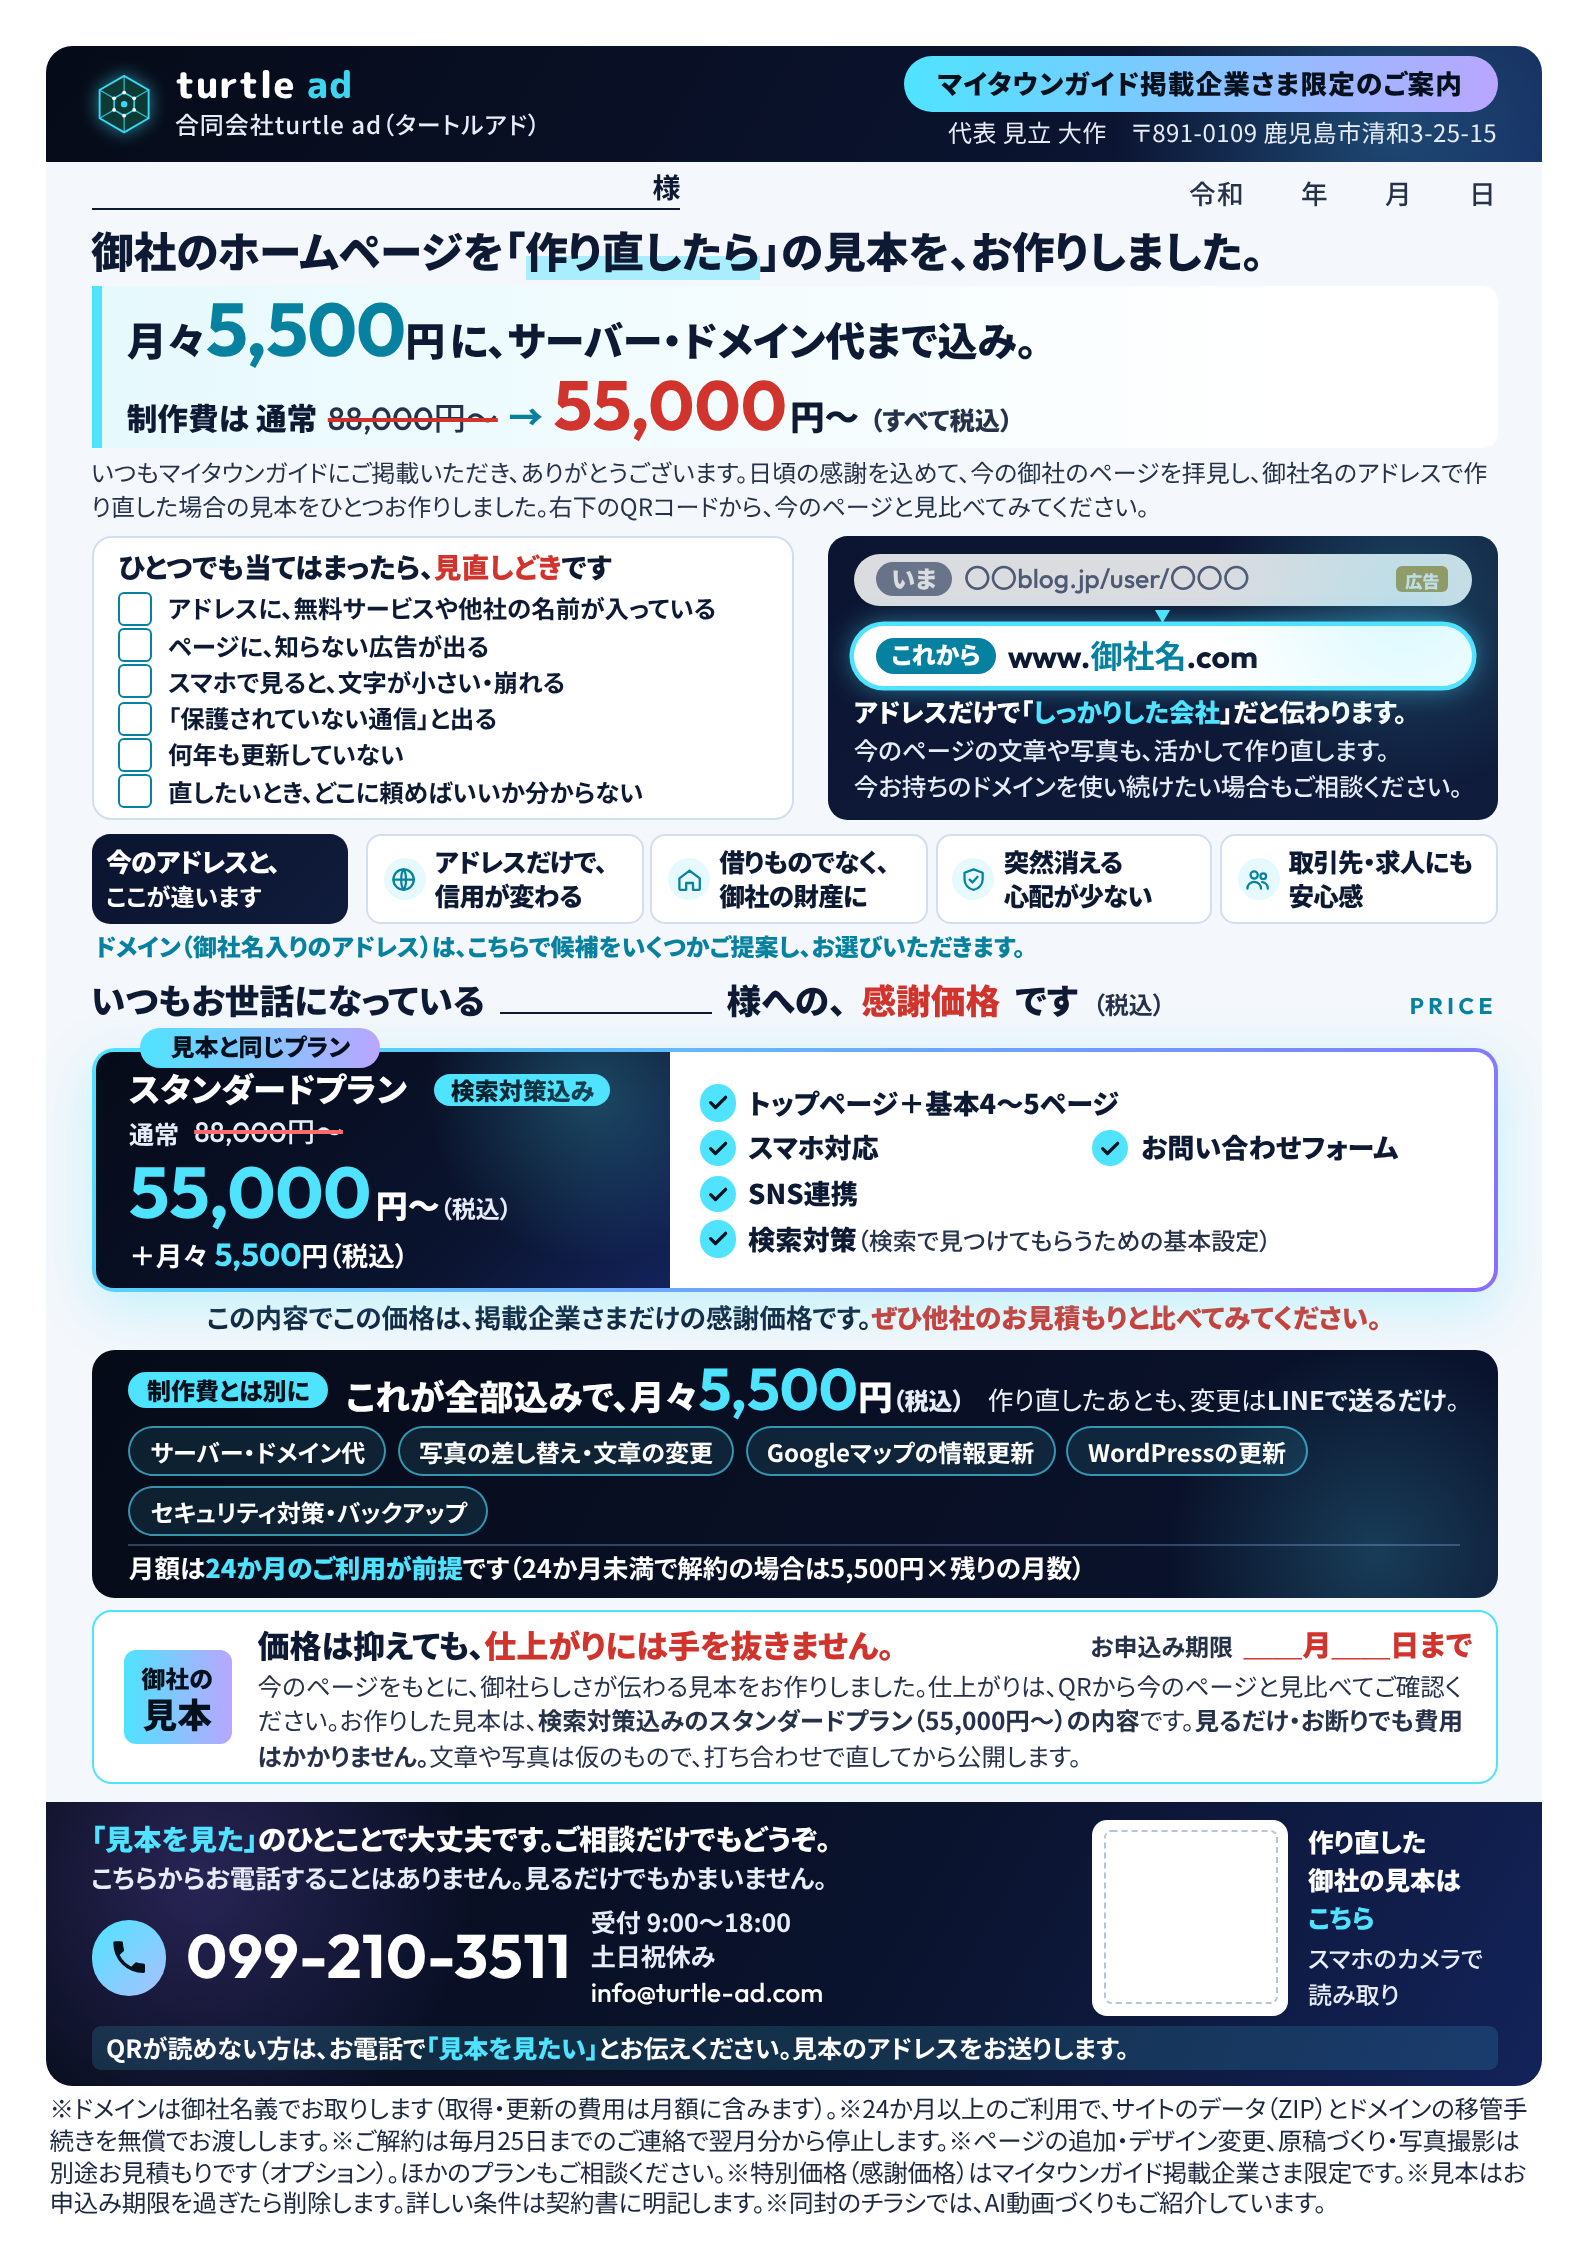 turtle ad
合同会社turtle ad（タートルアド）
マイタウンガイド掲載企業さま限定のご案内
代表 見立 大作　〒891-0109 鹿児島市清和3-25-15
様
令和　　年　　月　　日
御社のホームページを「作り直したら」の見本を、お作りしました。
月々5,500円に、サーバー・ドメイン代まで込み。
制作費は 通常 88,000円〜 → 55,000円〜（すべて税込）
いつもマイタウンガイドにご掲載いただき、ありがとうございます。日頃の感謝を込めて、今の御社のページを拝見し、御社名のアドレスで作
り直した場合の見本をひとつお作りしました。右下のQRコードから、今のページと見比べてみてください。
ひとつでも当てはまったら、見直しどきです
アドレスに、無料サービスや他社の名前が入っている
ページに、知らない広告が出る
スマホで見ると、文字が小さい・崩れる
「保護されていない通信」と出る
何年も更新していない
直したいとき、どこに頼めばいいか分からない
いま 〇〇blog.jp/user/〇〇〇 広告
これから www.御社名.com
アドレスだけで「しっかりした会社」だと伝わります。
今のページの文章や写真も、活かして作り直します。
今お持ちのドメインを使い続けたい場合もご相談ください。
今のアドレスと、
ここが違います
アドレスだけで、
信用が変わる
借りものでなく、
御社の財産に
突然消える
心配が少ない
取引先・求人にも
安心感
ドメイン（御社名入りのアドレス）は、こちらで候補をいくつかご提案し、お選びいただきます。
いつもお世話になっている ＿＿＿＿＿＿ 様への、感謝価格 です（税込）
PRICE
見本と同じプラン
スタンダードプラン 検索対策込み
通常 88,000円〜
55,000円〜（税込）
＋月々 5,500円（税込）
トップページ＋基本4〜5ページ
スマホ対応
お問い合わせフォーム
SNS連携
検索対策（検索で見つけてもらうための基本設定）
この内容でこの価格は、掲載企業さまだけの感謝価格です。ぜひ他社のお見積もりと比べてみてください。
制作費とは別に これが全部込みで、月々5,500円（税込） 作り直したあとも、変更はLINEで送るだけ。
サーバー・ドメイン代 写真の差し替え・文章の変更 Googleマップの情報更新 WordPressの更新
セキュリティ対策・バックアップ
月額は24か月のご利用が前提です（24か月未満で解約の場合は5,500円×残りの月数）
御社の
見本
価格は抑えても、仕上がりには手を抜きません。
お申込み期限 ____月____日まで
今のページをもとに、御社らしさが伝わる見本をお作りしました。仕上がりは、QRから今のページと見比べてご確認く
ださい。お作りした見本は、検索対策込みのスタンダードプラン（55,000円〜）の内容です。見るだけ・お断りでも費用
はかかりません。文章や写真は仮のもので、打ち合わせで直してから公開します。
「見本を見た」のひとことで大丈夫です。ご相談だけでもどうぞ。
こちらからお電話することはありません。見るだけでもかまいません。
099-210-3511
受付 9:00〜18:00
土日祝休み
info@turtle-ad.com
作り直した
御社の見本は
こちら
スマホのカメラで
読み取り
QRが読めない方は、お電話で「見本を見たい」とお伝えください。見本のアドレスをお送りします。
※ドメインは御社名義でお取りします（取得・更新の費用は月額に含みます）。※24か月以上のご利用で、サイトのデータ（ZIP）とドメインの移管手
続きを無償でお渡しします。※ご解約は毎月25日までのご連絡で翌月分から停止します。※ページの追加・デザイン変更、原稿づくり・写真撮影は
別途お見積もりです（オプション）。ほかのプランもご相談ください。※特別価格（感謝価格）はマイタウンガイド掲載企業さま限定です。※見本はお
申込み期限を過ぎたら削除します。詳しい条件は契約書に明記します。※同封のチラシでは、AI動画づくりもご紹介しています。